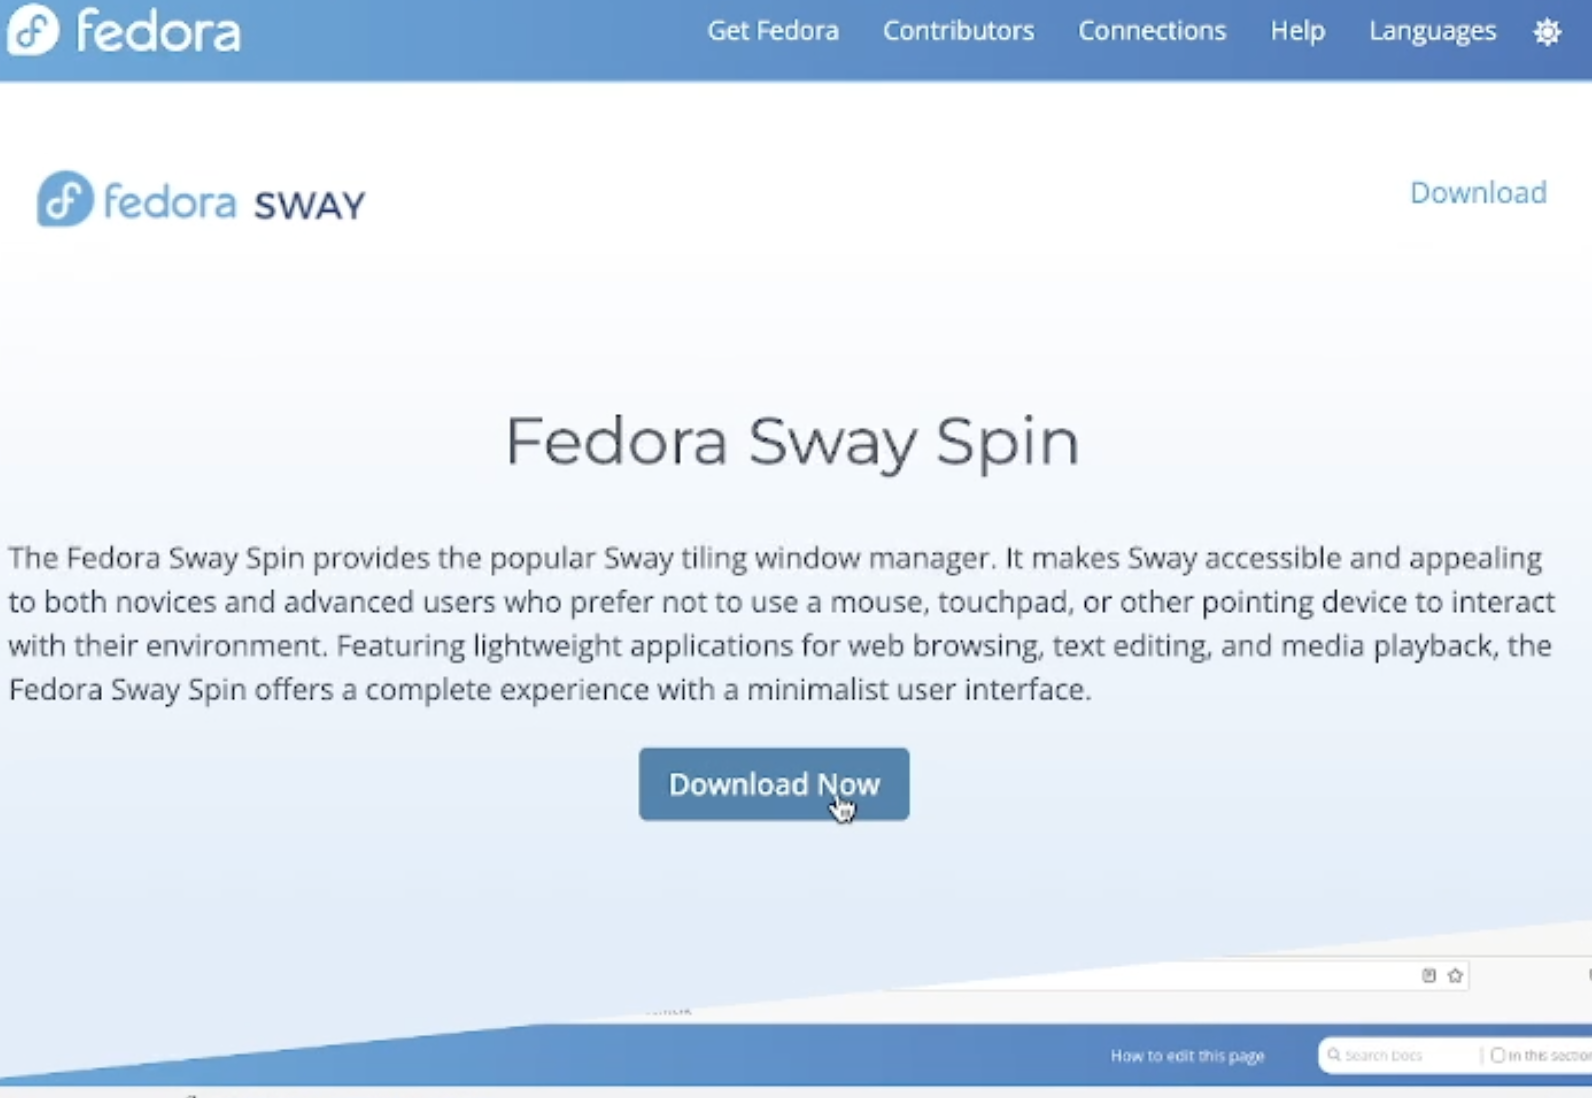 fedora
Get Fedora Contributors Connections Help Languages
fedora SWAY
Download
Fedora Sway Spin
The Fedora Sway Spin provides the popular Sway tiling window manager. It makes Sway accessible and appealing
to both novices and advanced users who prefer not to use a mouse, touchpad, or other pointing device to interact
with their environment. Featuring lightweight applications for web browsing, text editing, and media playback, the
Fedora Sway Spin offers a complete experience with a minimalist user interface.
Download Now
How to edit this page
Search Docs
In this section